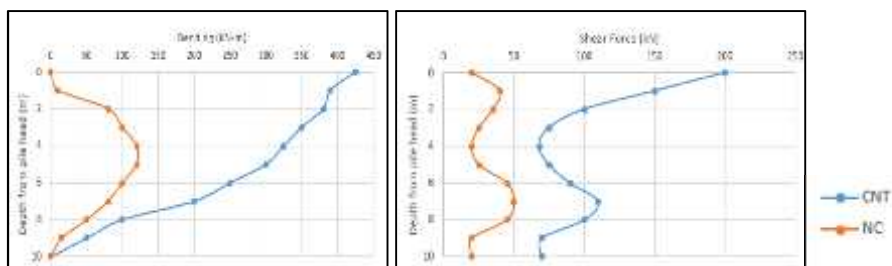 Bending(kN-m)
0 50 100 150 200 250 300 350 400 450
Depth from pile head (m)
0
2
4
6
8
10
Shear Force (kN)
0 50 100 150 200 250
Depth from pile head (m)
0
2
4
6
8
10
CNT
NC